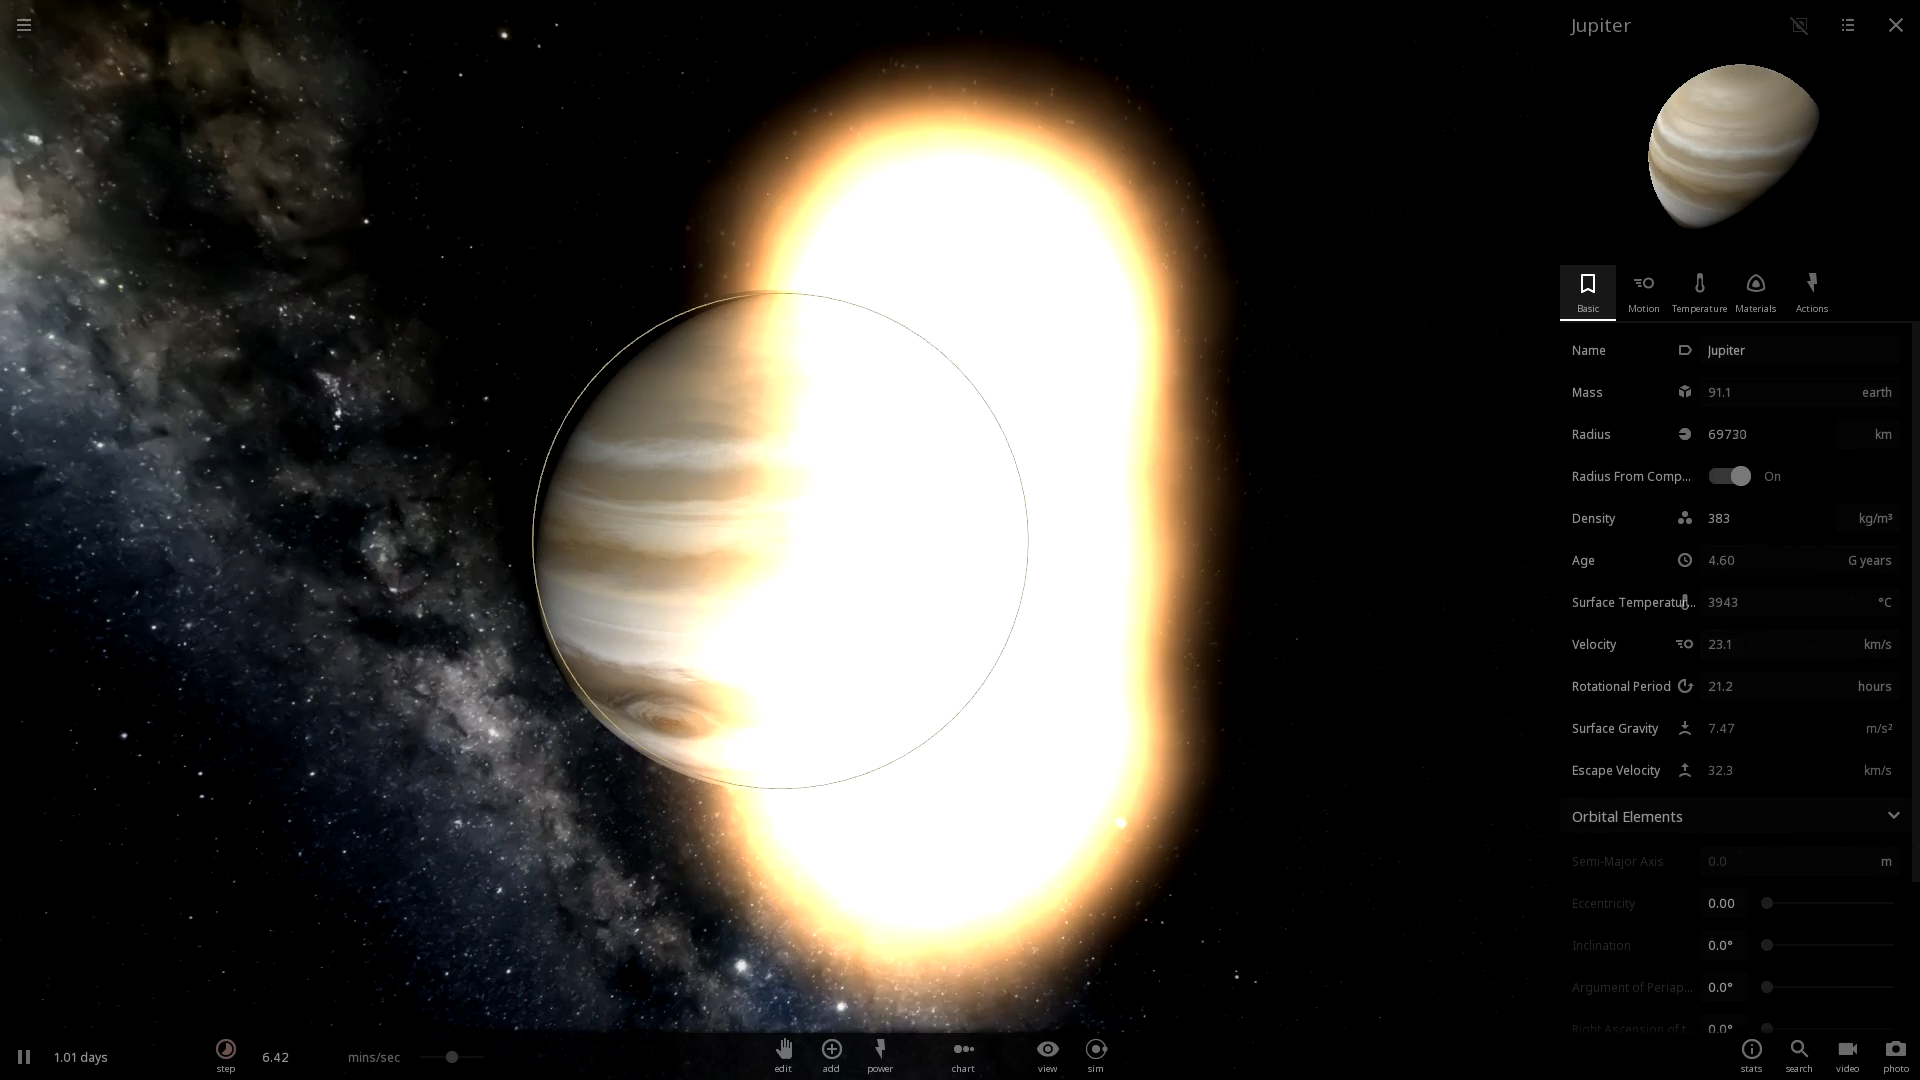 Jupiter
Basic
Motion
Temperature
Materials
Actions
Name Jupiter
Mass 91.1 earth
Radius 69730 km
Radius From Comp... On
Density 383 kg/m³
Age 4.60 G years
Surface Temperatur... 3943 °C
Velocity 23.1 km/s
Rotational Period 21.2 hours
Surface Gravity 7.47 m/s²
Escape Velocity 32.3 km/s
Orbital Elements
Semi-Major Axis 0.0 m
Eccentricity 0.00
Inclination 0.0°
Argument of Periap... 0.0°
Right Ascension of t... 0.0°
1.01 days
step
6.42 mins/sec
edit
add
power
chart
view
sim
stats
search
video
photo